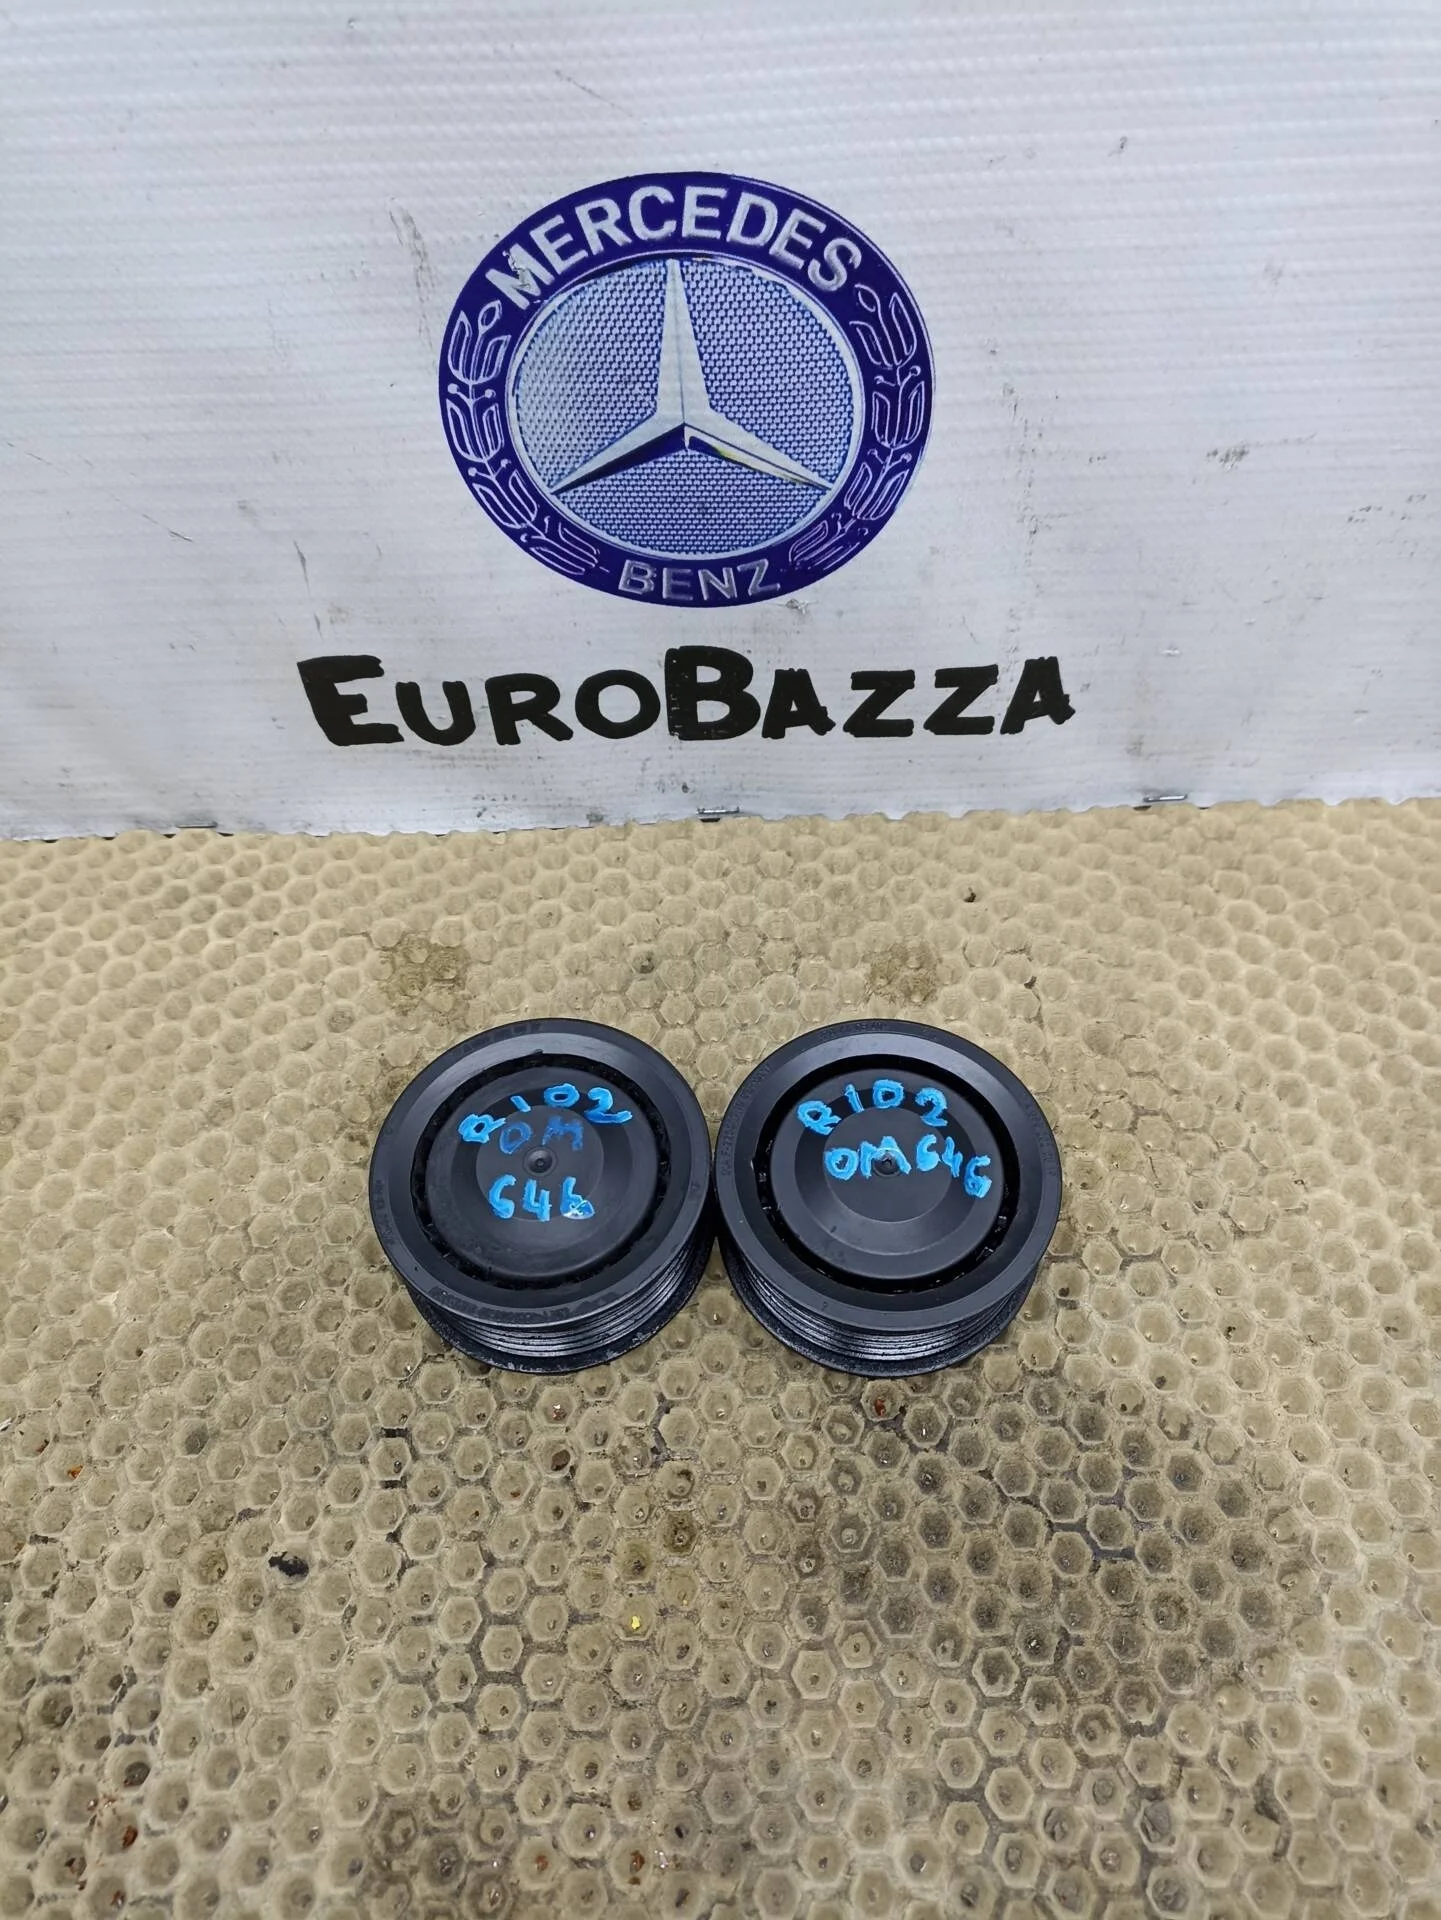 MERCEDES
BENZ
EUROBAZZA
R102
OM
646
R102
OM646